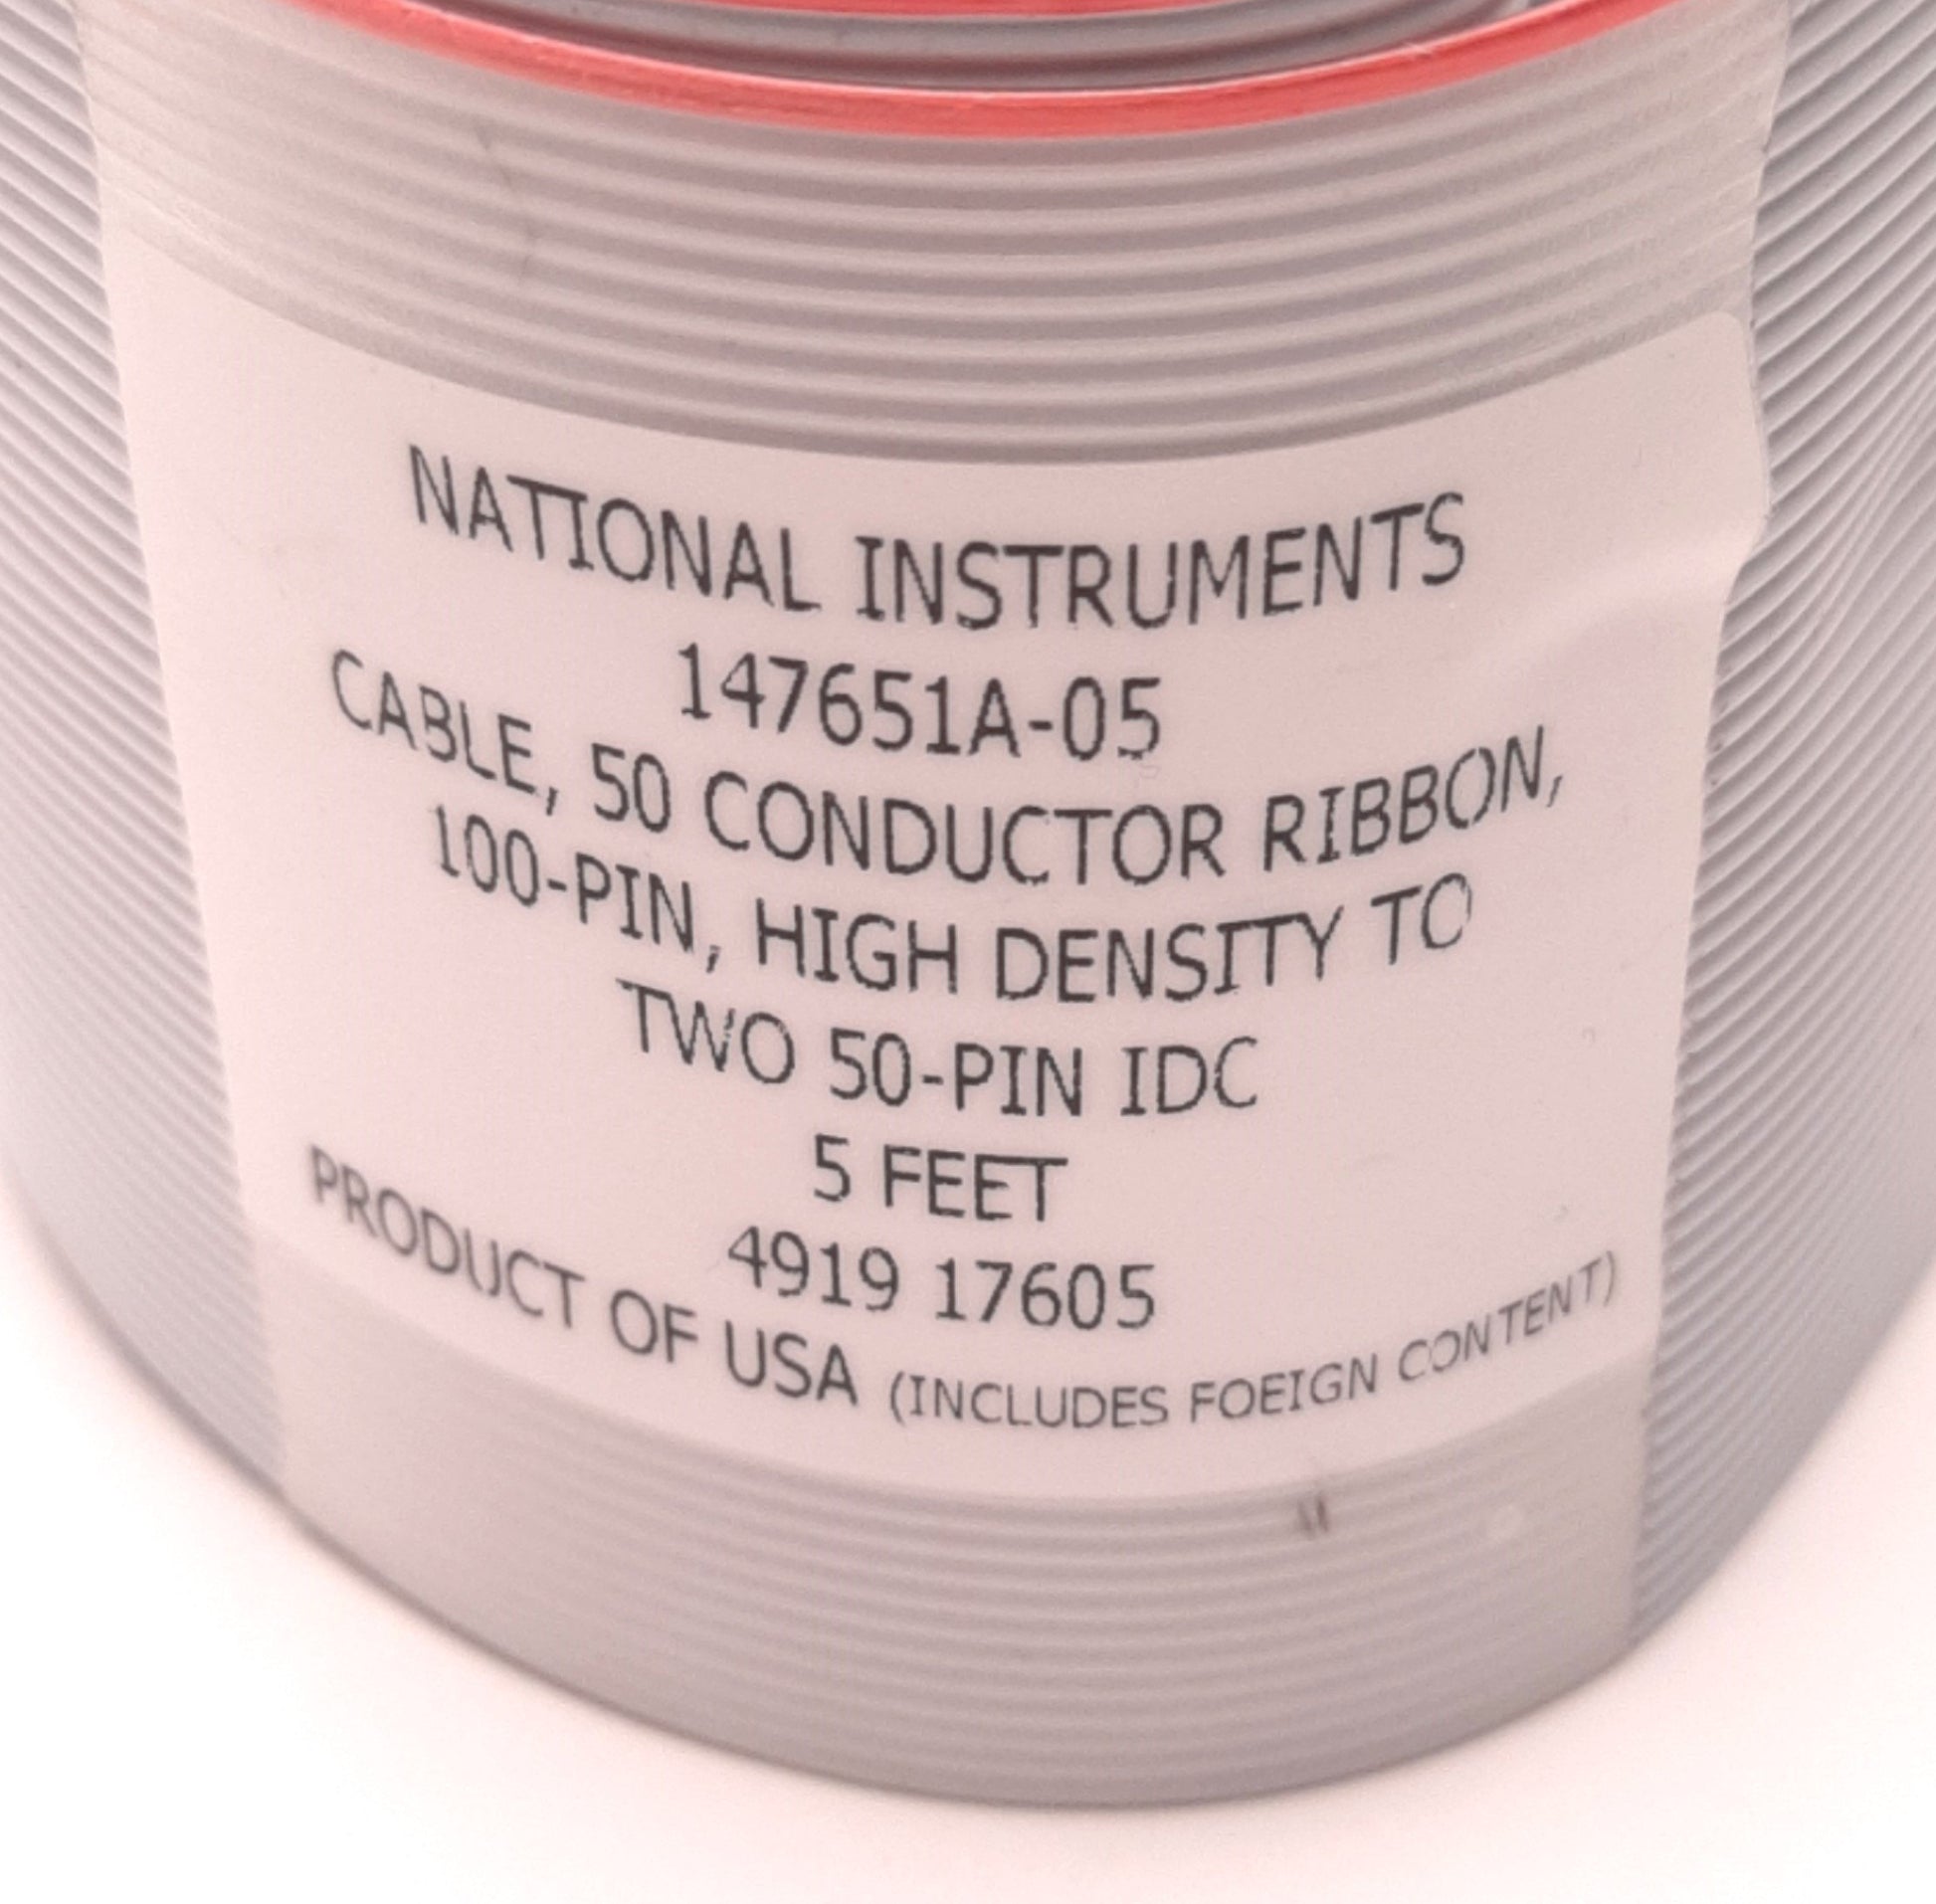 NATIONAL INSTRUMENTS
147651A-05
CABLE, 50 CONDUCTOR RIBBON,
100-PIN, HIGH DENSITY TO
TWO 50-PIN IDC
5 FEET
4919 17605
PRODUCT OF USA (INCLUDES FOEIGN CONTENT)